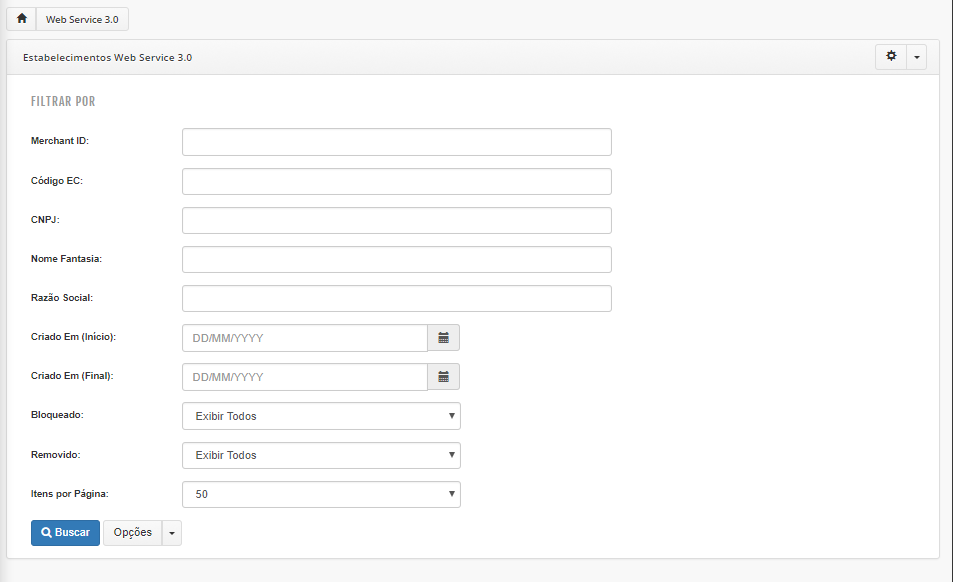 Web Service 3.0
Estabelecimentos Web Service 3.0
FILTRAR POR
Merchant ID:
Código EC:
CNPJ:
Nome Fantasia:
Razão Social:
Criado Em (Início): DD/MM/YYYY
Criado Em (Final): DD/MM/YYYY
Bloqueado: Exibir Todos
Removido: Exibir Todos
Itens por Página: 50
Buscar Opções